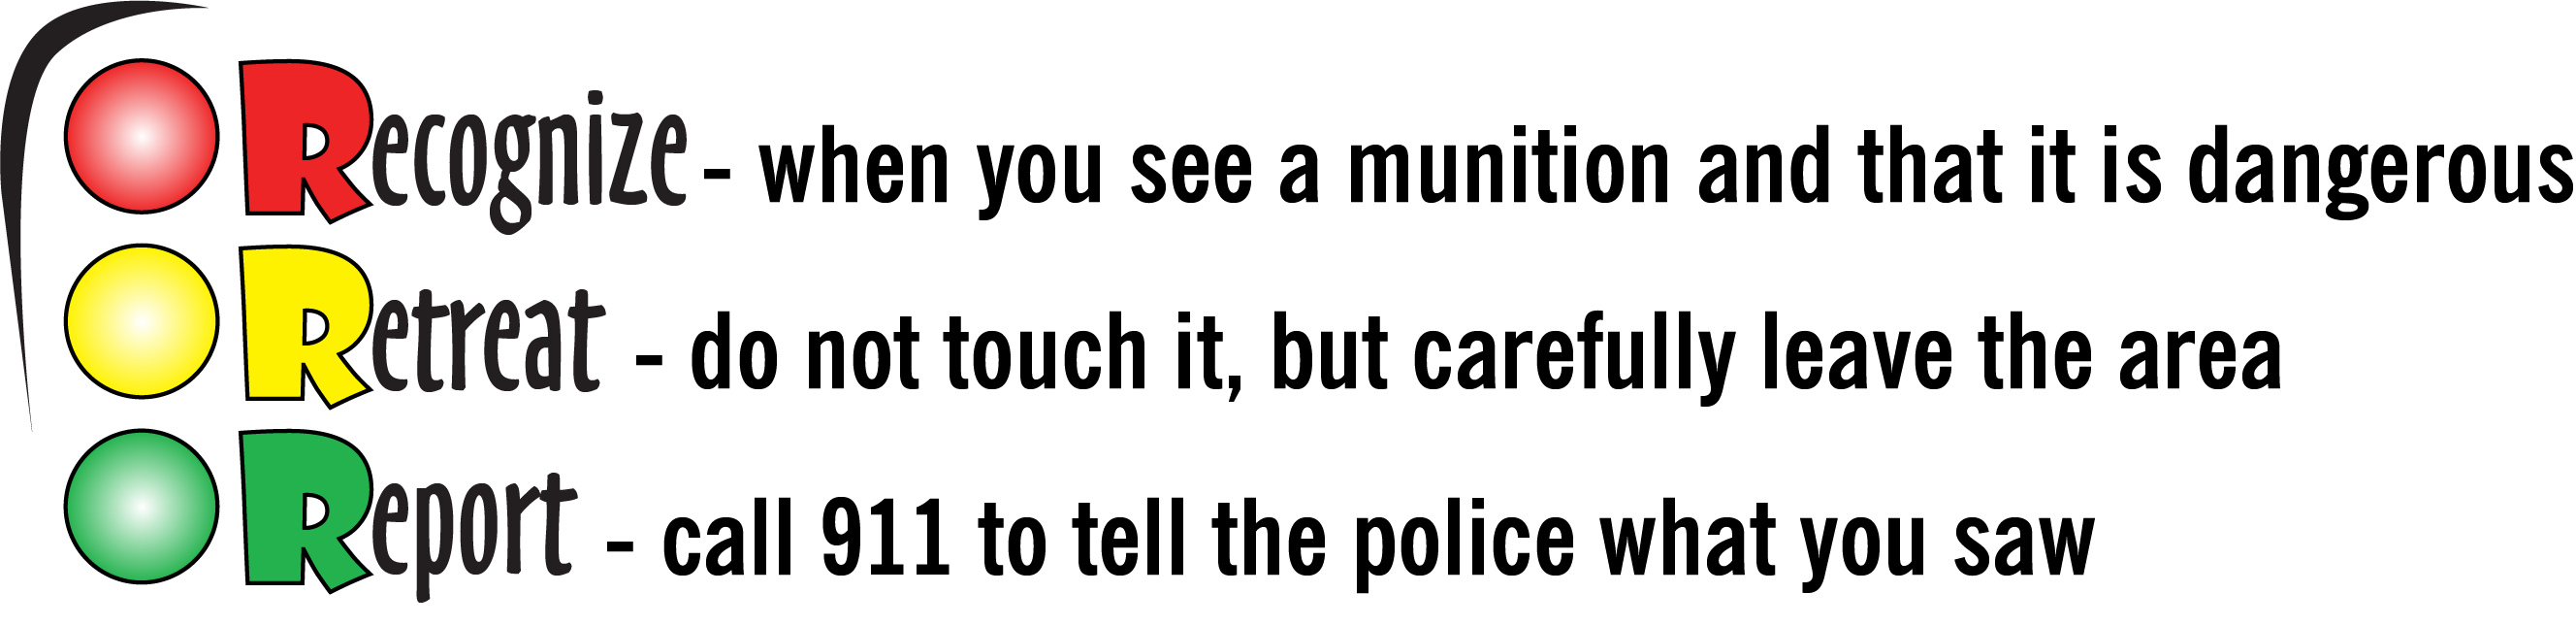 Recognize - when you see a munition and that it is dangerous
Retreat - do not touch it, but carefully leave the area
Report - call 911 to tell the police what you saw